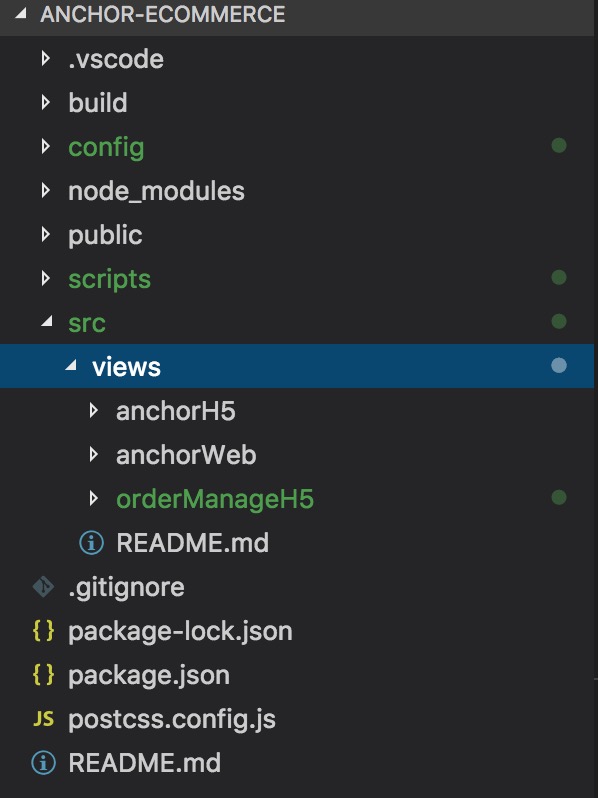 ANCHOR-ECOMMERCE
.vscode
build
config
node_modules
public
scripts
src
views
anchorH5
anchorWeb
orderManageH5
README.md
.gitignore
{ } package-lock.json
{ } package.json
JS postcss.config.js
README.md